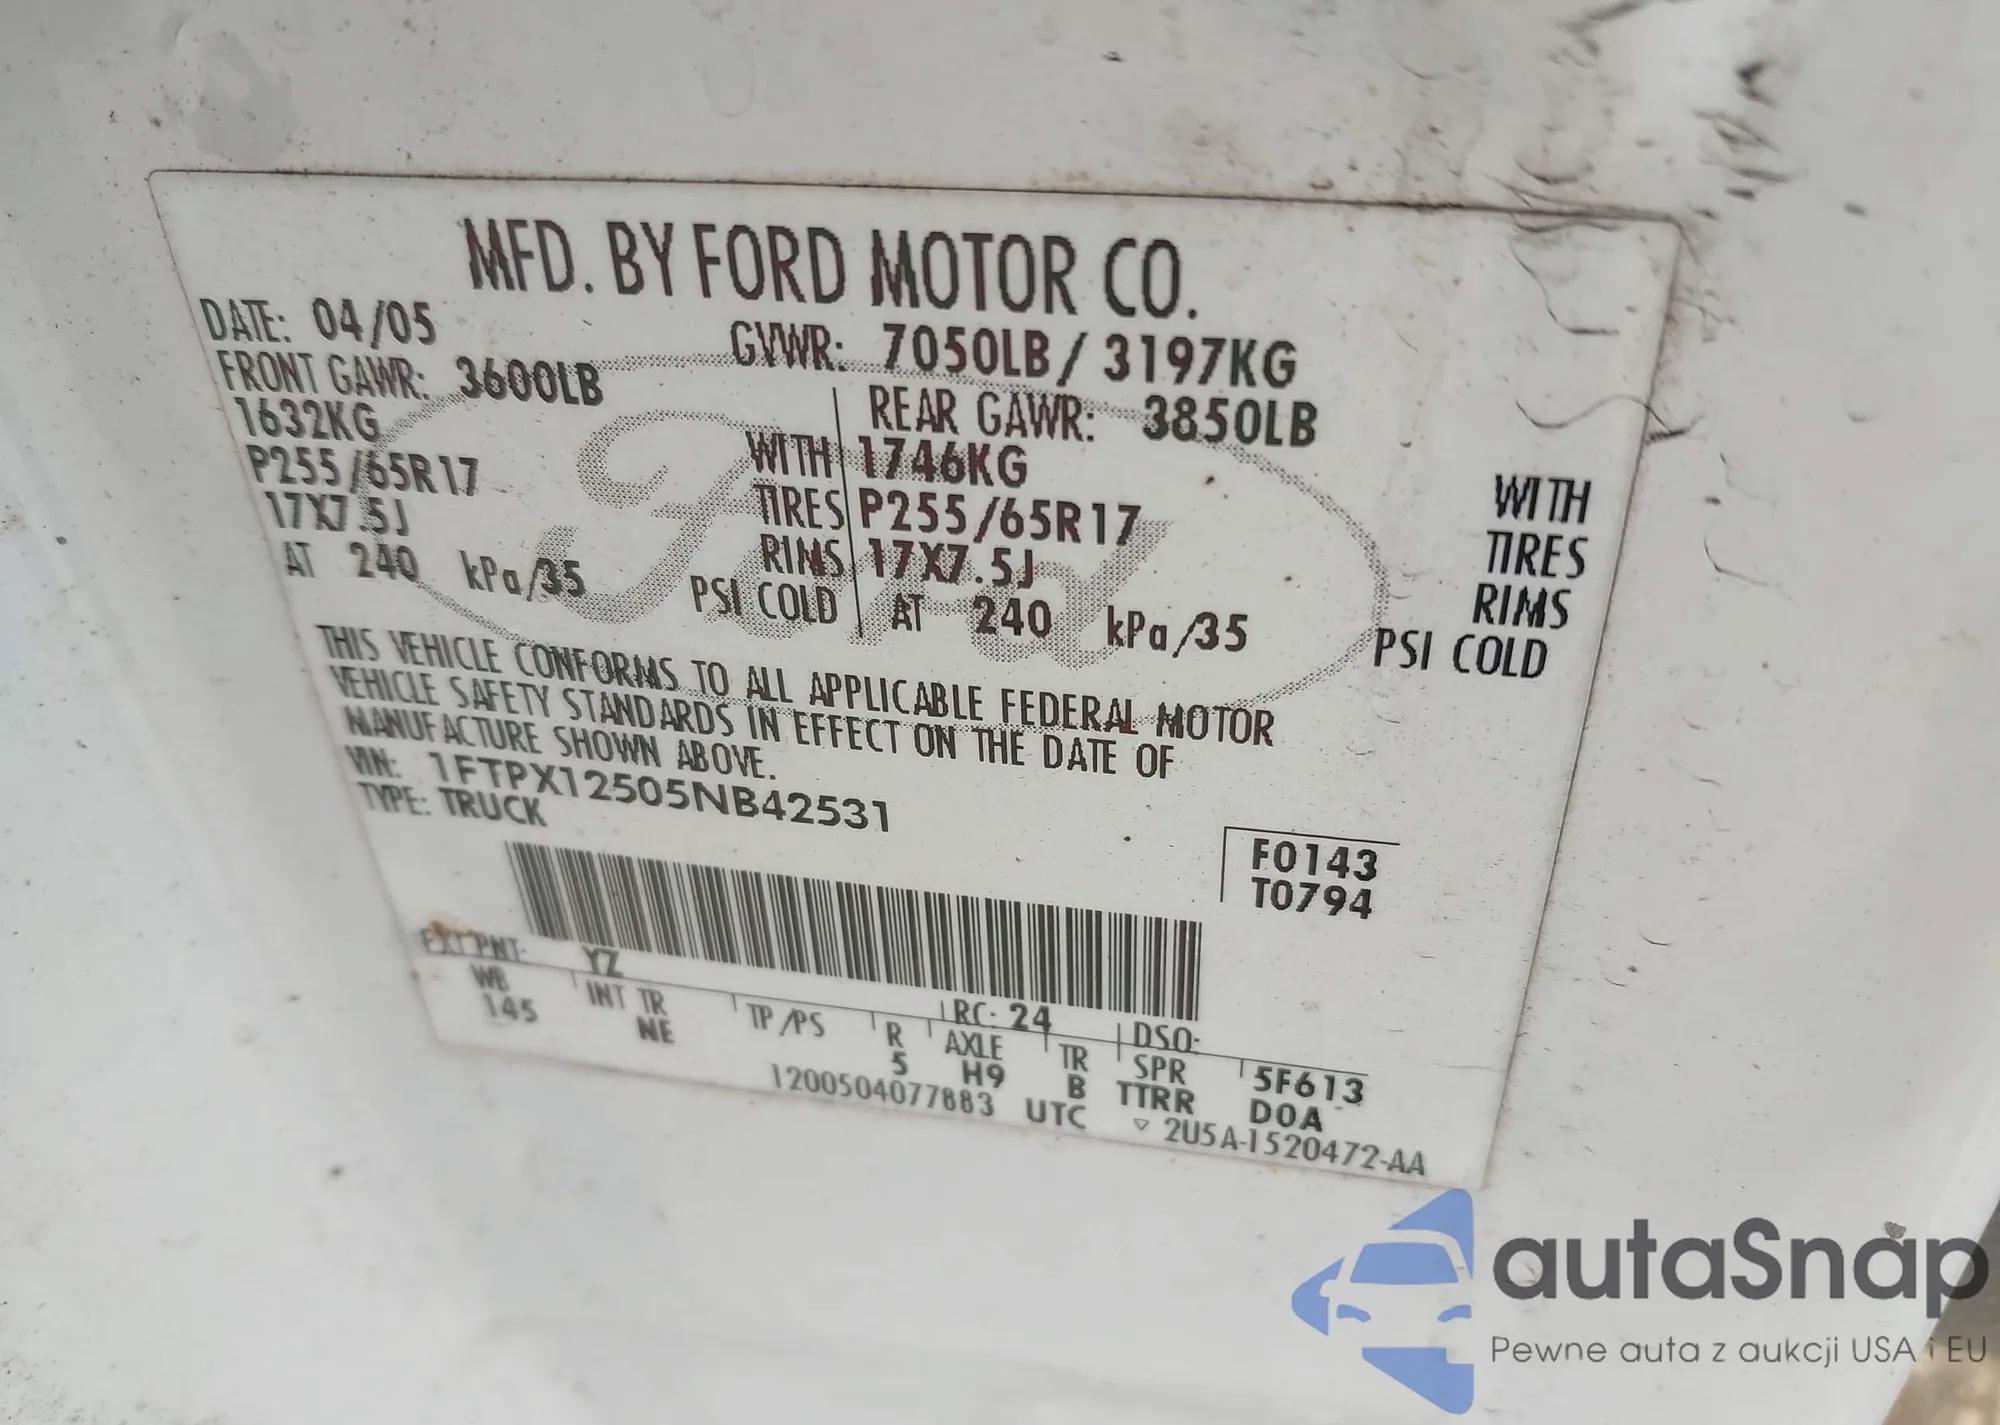 MFD. BY FORD MOTOR CO.
DATE: 04/05
GVWR: 7050LB/ 3197KG
FRONT GAWR: 3600LB
REAR GAWR: 3850LB
1632KG WITH
1746KG WITH
P255/65R17 TIRES
P255/65R17 TIRES
17X7.5J RIMS
17X7.5J RIMS
AT 240 kPa/35 PSI COLD
AT 240 kPa/35 PSI COLD
THIS VEHICLE CONFORMS TO ALL APPLICABLE FEDERAL MOTOR
VEHICLE SAFETY STANDARDS IN EFFECT ON THE DATE OF
MANUFACTURE SHOWN ABOVE.
VIN: 1FTPX12505NB42531
TYPE: TRUCK
F0143
T0794
EXT PNT: YZ RC: 24 DSO:
WB INT TR TP/PS R AXLE TR SPR 5F613
145 NE 5 H9 B TTRR DOA
1200504077883 UTC ▽ 2U5A-1520472-AA
Ford
autaSnap
Pewne auta z aukcji USA i EU